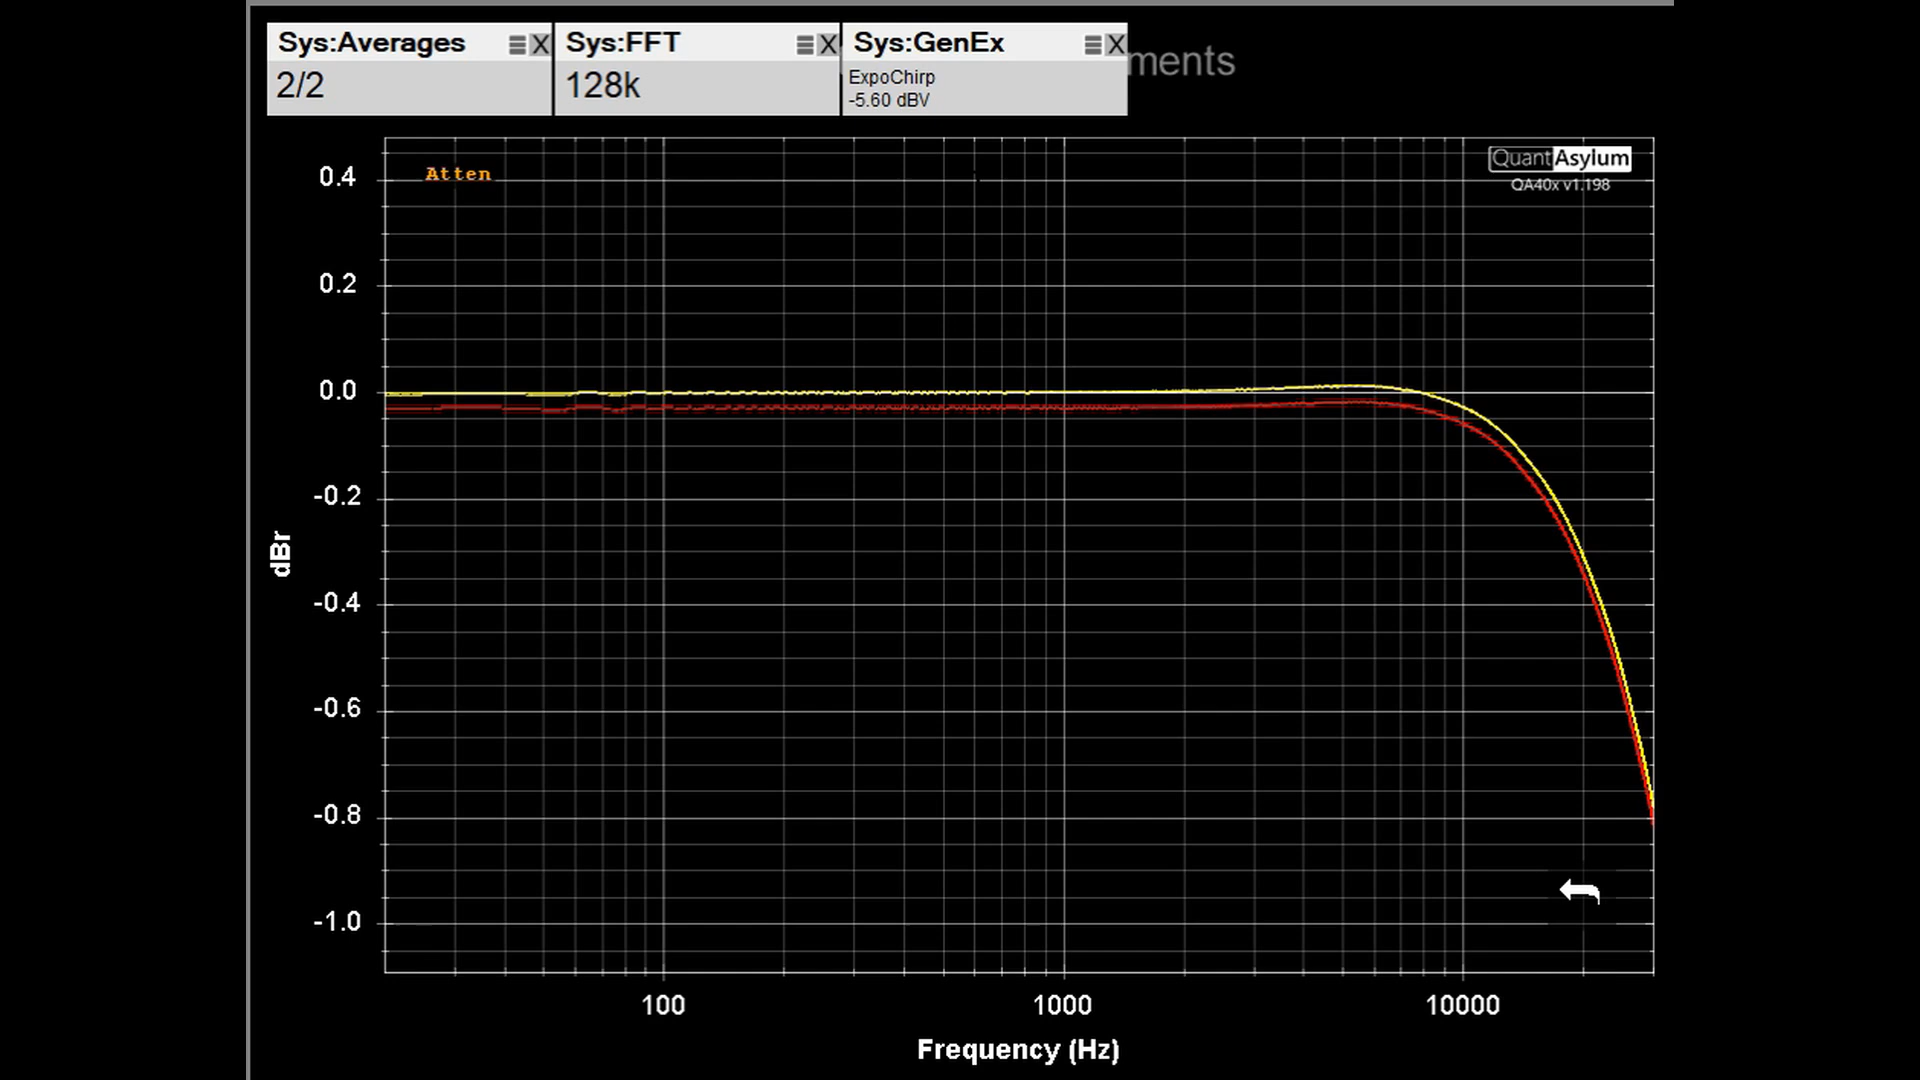 Sys:Averages X Sys:FFT X Sys:GenEx X
2/2 128k ExpoChirp
-5.60 dBV
ments
Atten
QuantAsylum
QA40x v1.198
0.4
0.2
0.0
-0.2
-0.4
-0.6
-0.8
-1.0
dBr
100 1000 10000
Frequency (Hz)